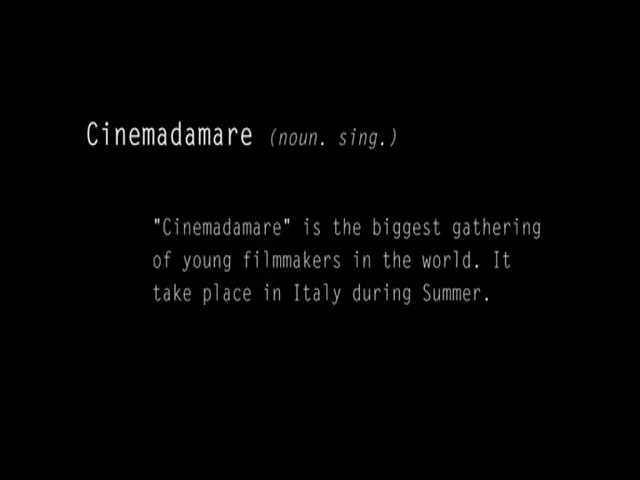 Cinemadamare (noun. sing.)
"Cinemadamare" is the biggest gathering
of young filmmakers in the world. It
take place in Italy during Summer.